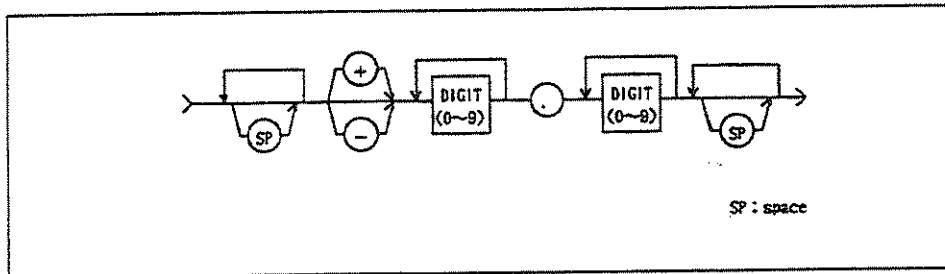 +
DIGIT DIGIT
SP (0~9) . (0~9) SP
-
SP : space